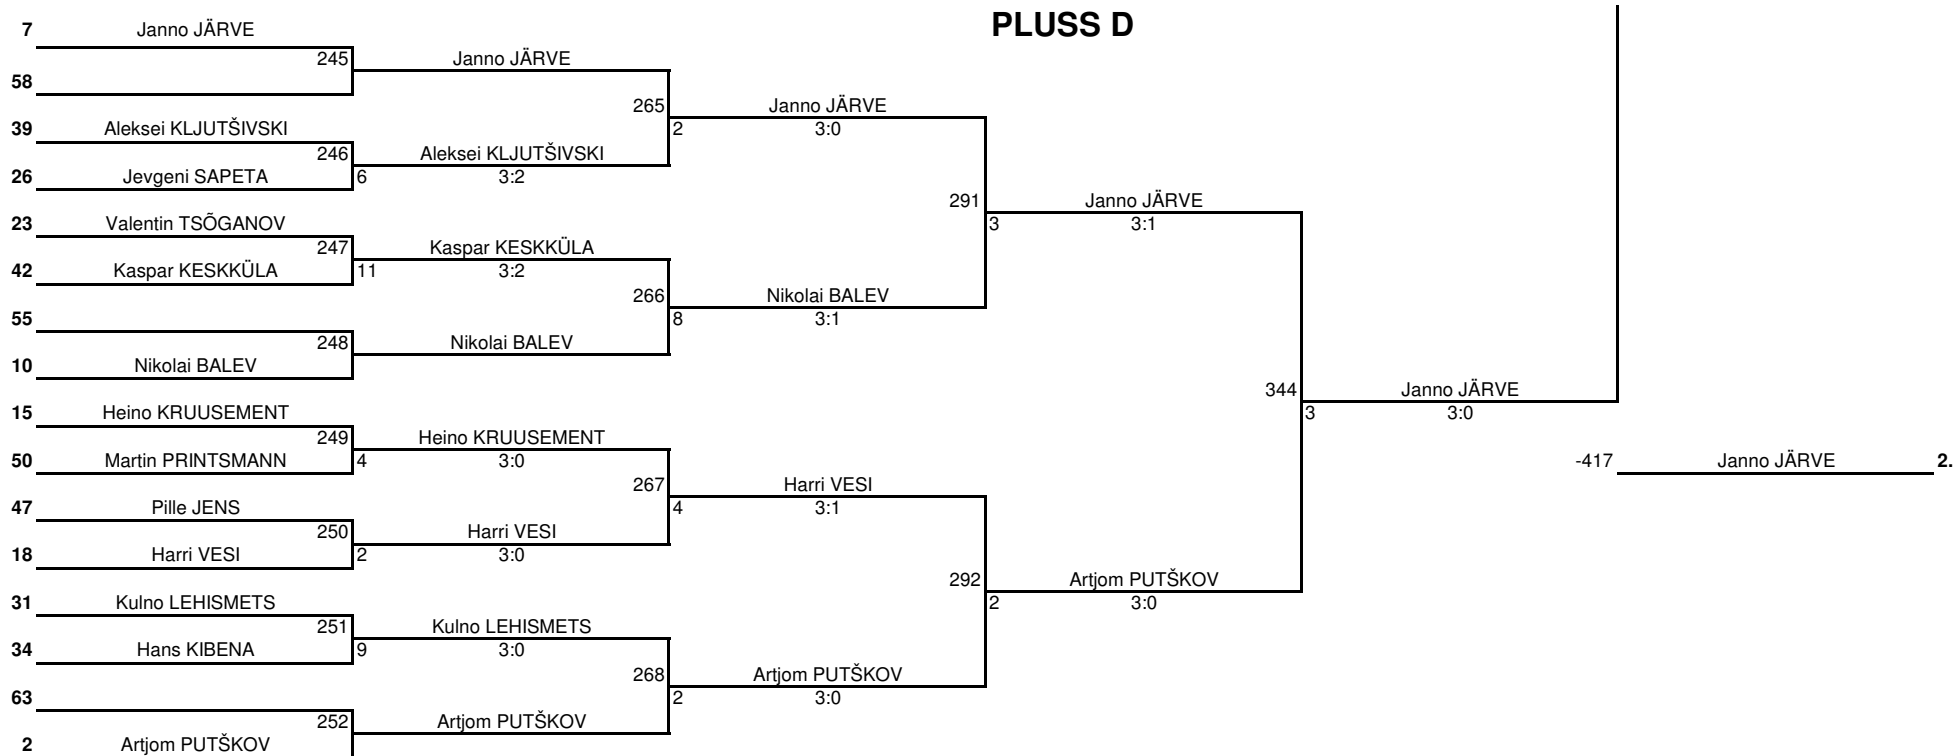 PLUSS D
7 Janno JÄRVE
245 Janno JÄRVE
58
265 Janno JÄRVE
2 3:0
39 Aleksei KLJUTŠIVSKI
246 Aleksei KLJUTŠIVSKI
26 Jevgeni SAPETA 6 3:2
291 Janno JÄRVE
3 3:1
23 Valentin TSÕGANOV
247 Kaspar KESKKÜLA
42 Kaspar KESKKÜLA 11 3:2
266 Nikolai BALEV
8 3:1
55
248 Nikolai BALEV
10 Nikolai BALEV
344 Janno JÄRVE
3 3:0
15 Heino KRUUSEMENT
249 Heino KRUUSEMENT
50 Martin PRINTSMANN 4 3:0
-417 Janno JÄRVE 2.
267 Harri VESI
4 3:1
47 Pille JENS
250 Harri VESI
18 Harri VESI 2 3:0
292 Artjom PUTŠKOV
2 3:0
31 Kulno LEHISMETS
251 Kulno LEHISMETS
34 Hans KIBENA 9 3:0
268 Artjom PUTŠKOV
2 3:0
63
252 Artjom PUTŠKOV
2 Artjom PUTŠKOV